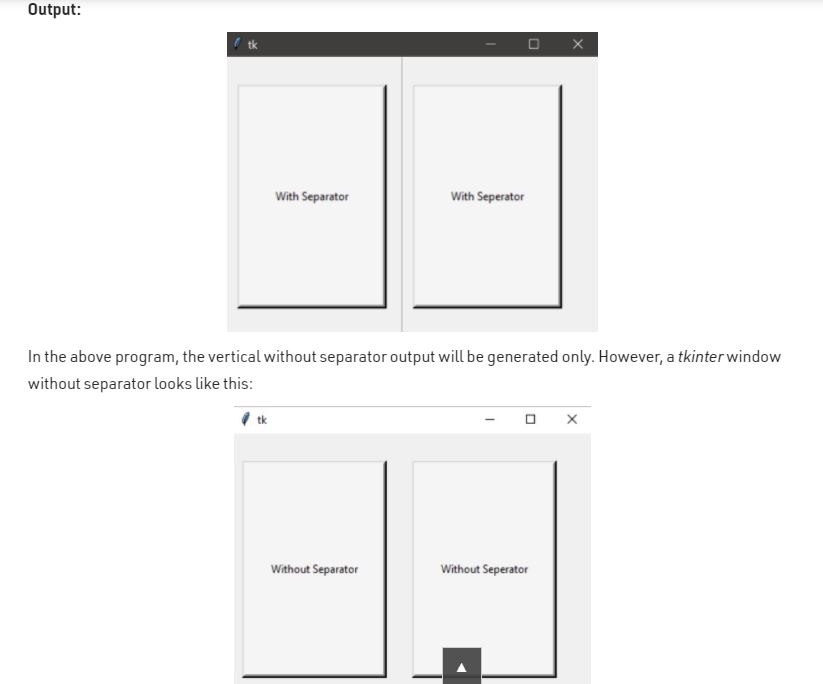 Output:
tk
With Separator
With Seperator
In the above program, the vertical without separator output will be generated only. However, a tkinter window
without separator looks like this:
tk
Without Separator
Without Seperator